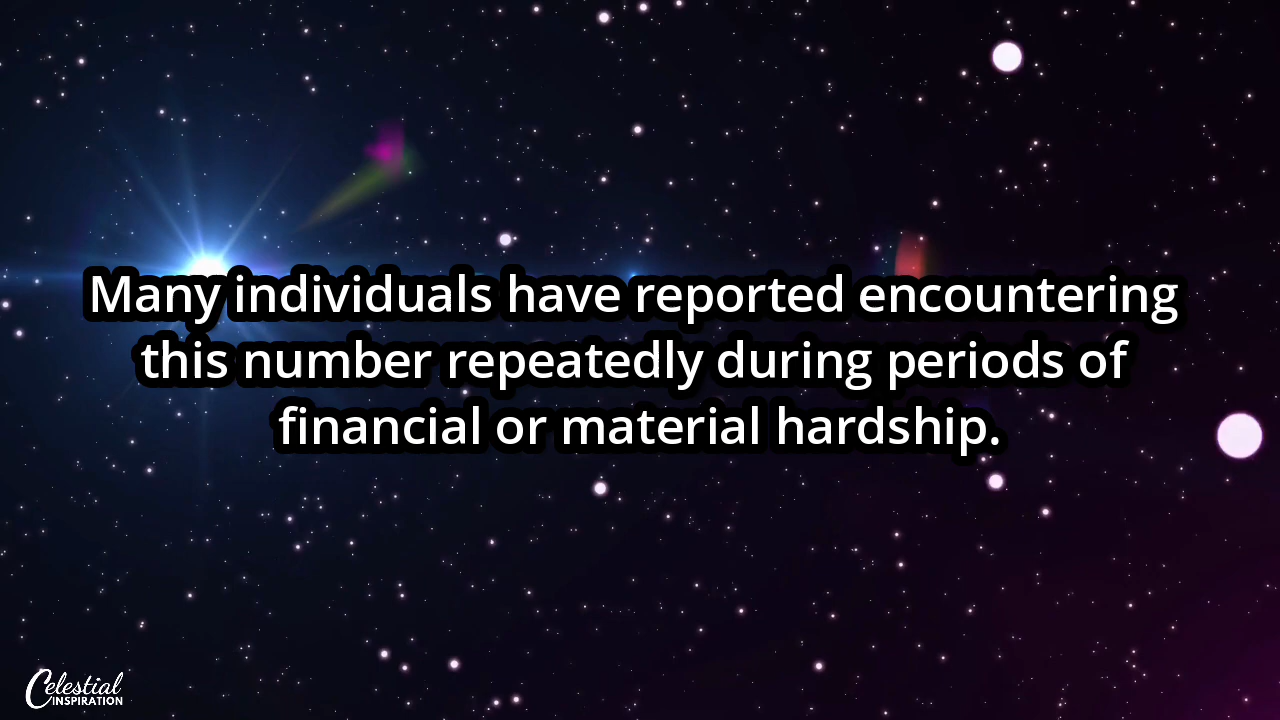 Many individuals have reported encountering
this number repeatedly during periods of
financial or material hardship.
Celestial
INSPIRATION